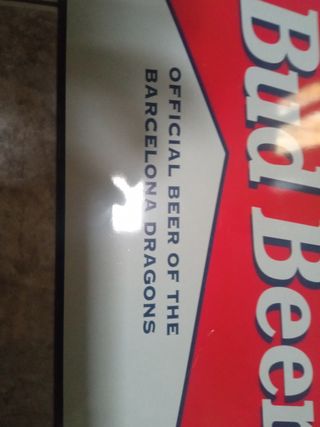 Bud Beer
OFFICIAL BEER OF THE
BARCELONA DRAGONS